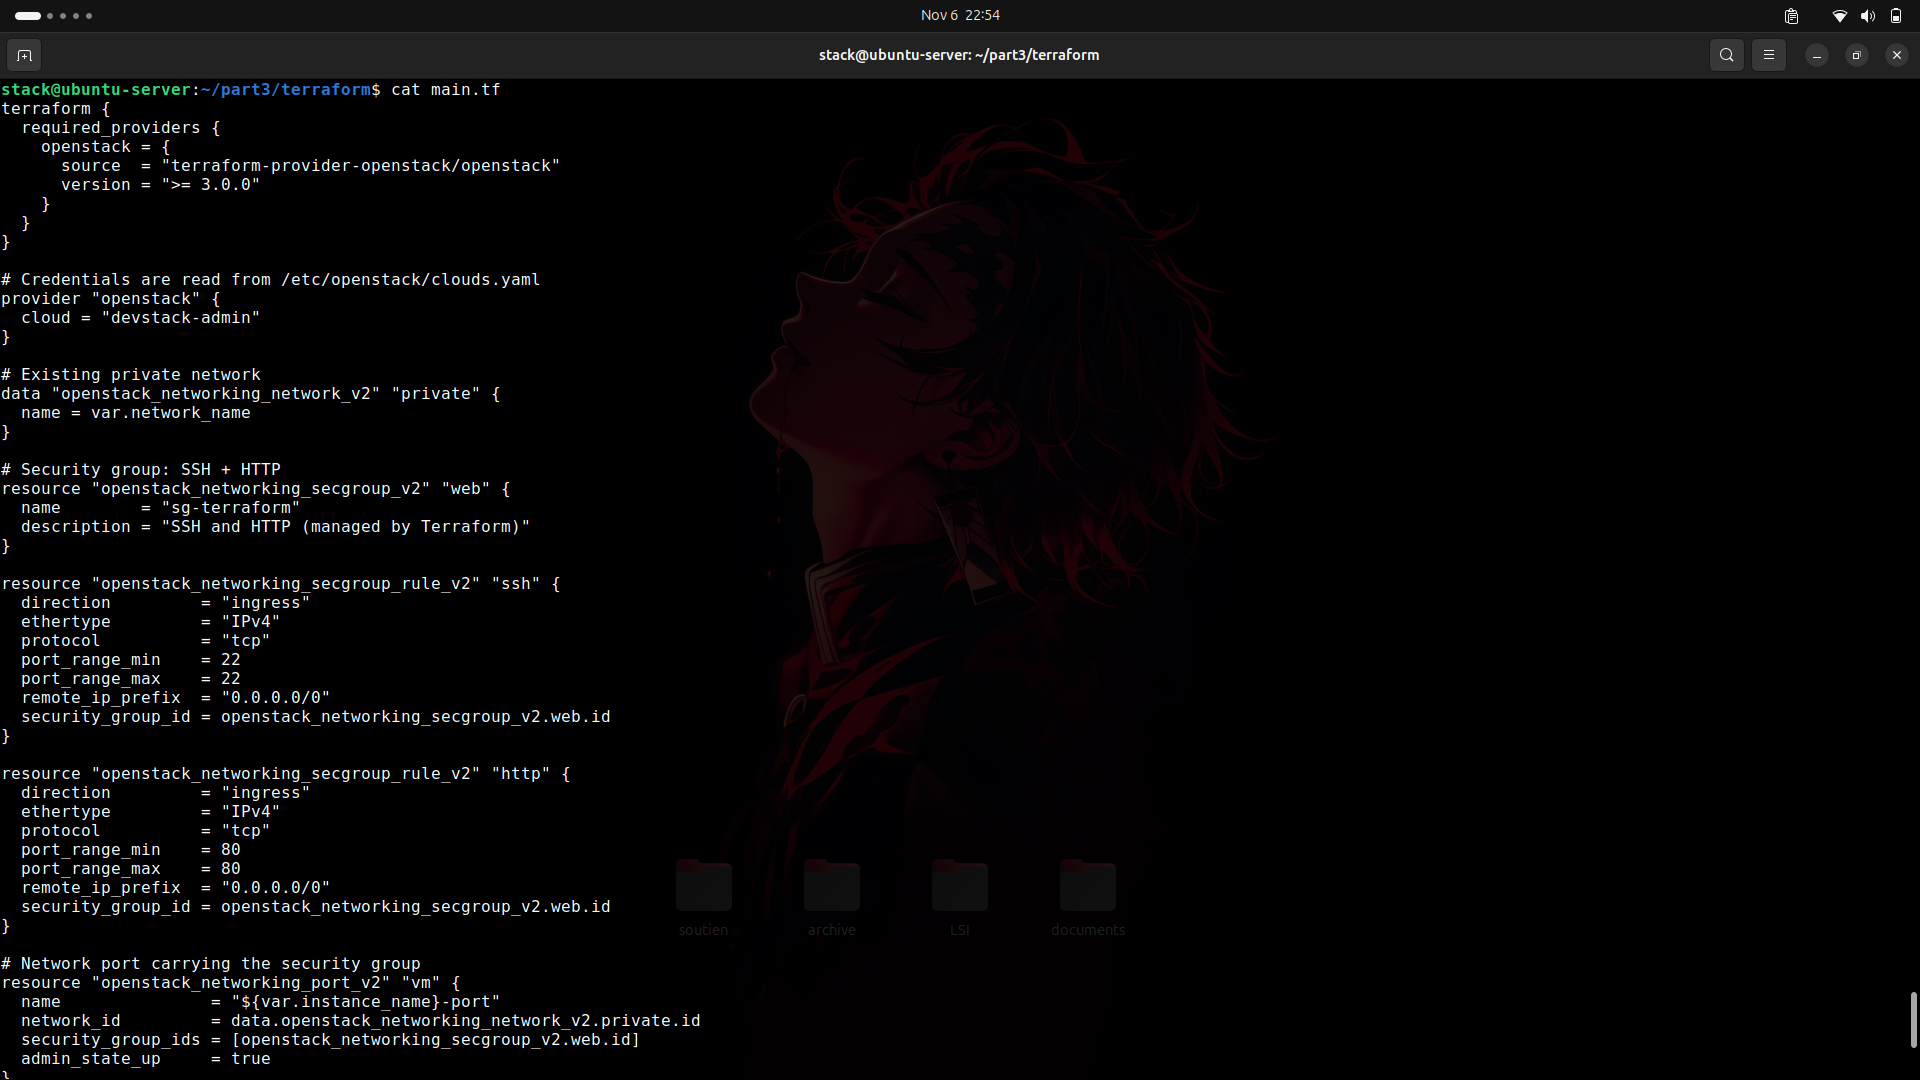 Nov 6 22:54
stack@ubuntu-server: ~/part3/terraform
stack@ubuntu-server:~/part3/terraform$ cat main.tf
terraform {
  required_providers {
    openstack = {
      source  = "terraform-provider-openstack/openstack"
      version = ">= 3.0.0"
    }
  }
}

# Credentials are read from /etc/openstack/clouds.yaml
provider "openstack" {
  cloud = "devstack-admin"
}

# Existing private network
data "openstack_networking_network_v2" "private" {
  name = var.network_name
}

# Security group: SSH + HTTP
resource "openstack_networking_secgroup_v2" "web" {
  name        = "sg-terraform"
  description = "SSH and HTTP (managed by Terraform)"
}

resource "openstack_networking_secgroup_rule_v2" "ssh" {
  direction         = "ingress"
  ethertype         = "IPv4"
  protocol          = "tcp"
  port_range_min    = 22
  port_range_max    = 22
  remote_ip_prefix  = "0.0.0.0/0"
  security_group_id = openstack_networking_secgroup_v2.web.id
}

resource "openstack_networking_secgroup_rule_v2" "http" {
  direction         = "ingress"
  ethertype         = "IPv4"
  protocol          = "tcp"
  port_range_min    = 80
  port_range_max    = 80
  remote_ip_prefix  = "0.0.0.0/0"
  security_group_id = openstack_networking_secgroup_v2.web.id
}

# Network port carrying the security group
resource "openstack_networking_port_v2" "vm" {
  name               = "${var.instance_name}-port"
  network_id         = data.openstack_networking_network_v2.private.id
  security_group_ids = [openstack_networking_secgroup_v2.web.id]
  admin_state_up     = true
}
soutien
archive
LSI
documents